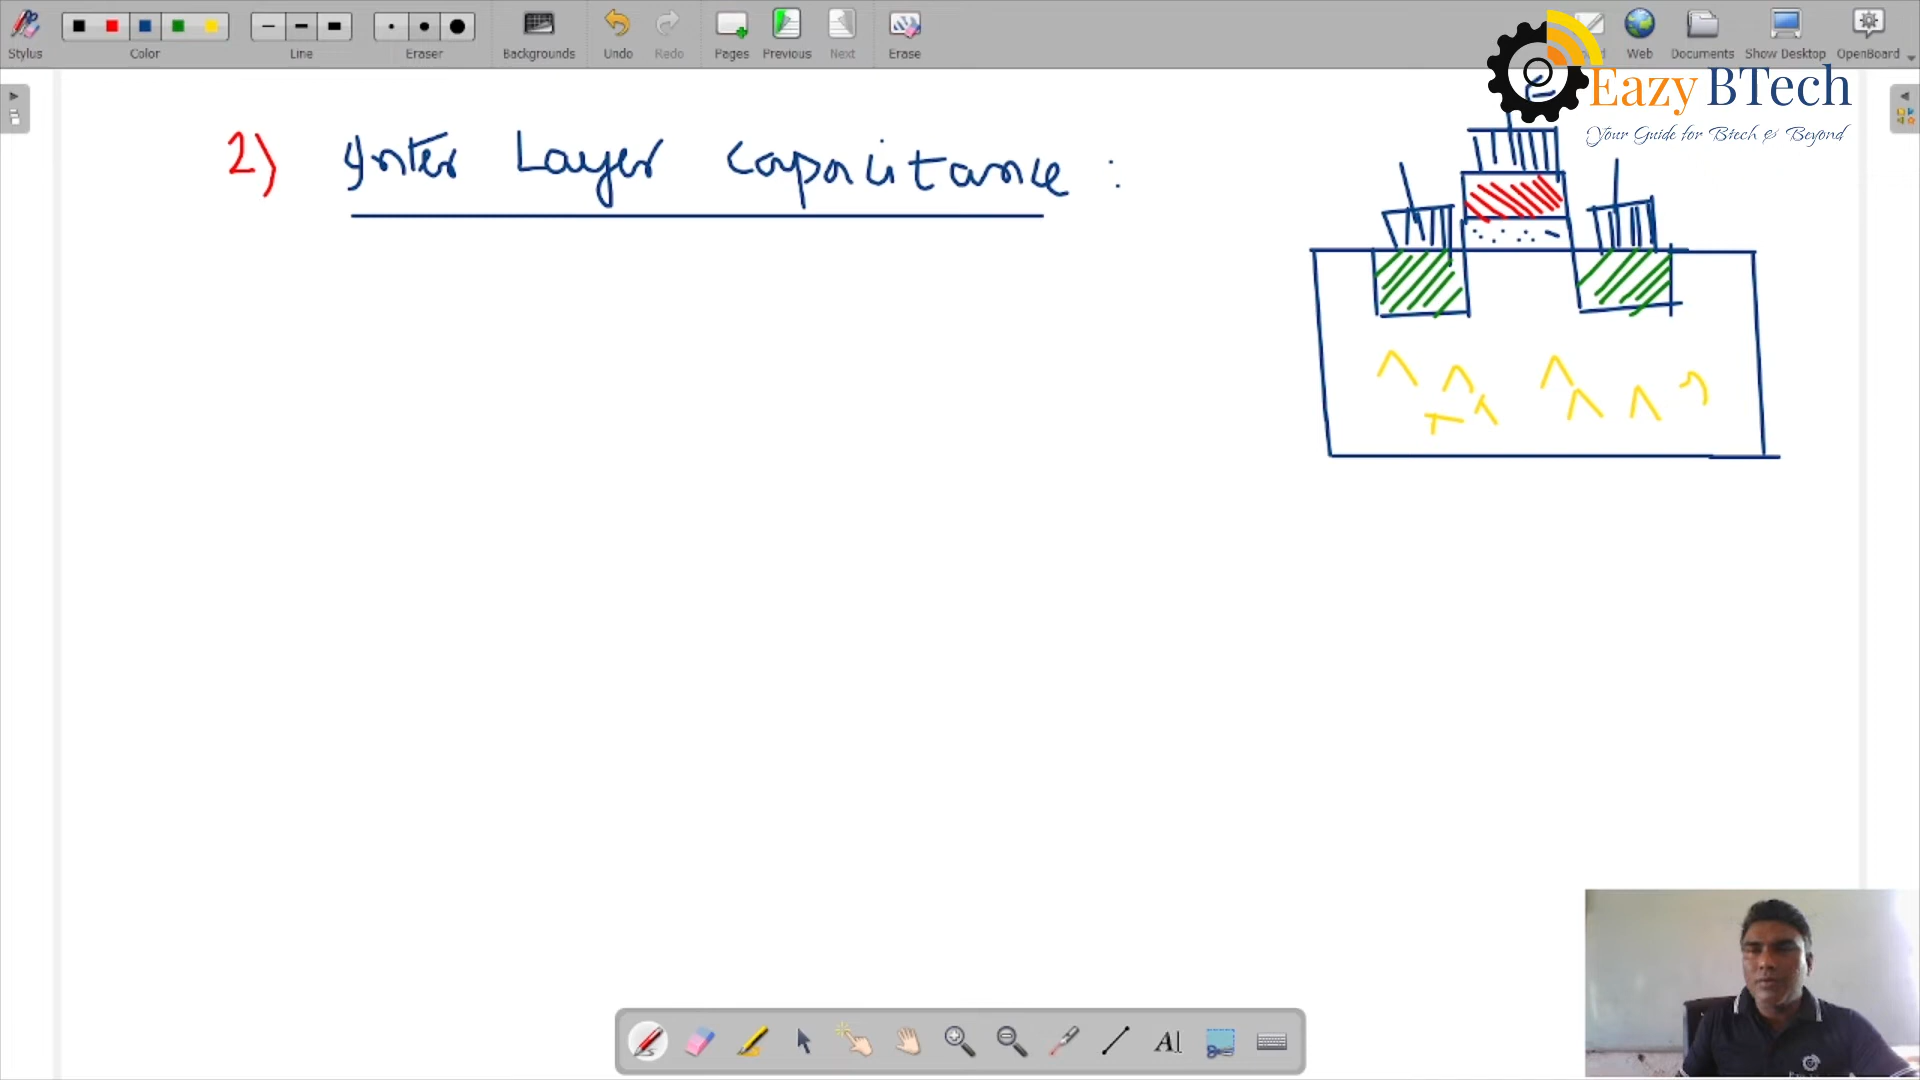 Stylus Color Line Eraser Backgrounds Undo Redo Pages Previous Next Erase Web Documents Show Desktop OpenBoard
Eazy BTech
Your Guide for Btech & Beyond
2) Inter Layer capacitance :
AI